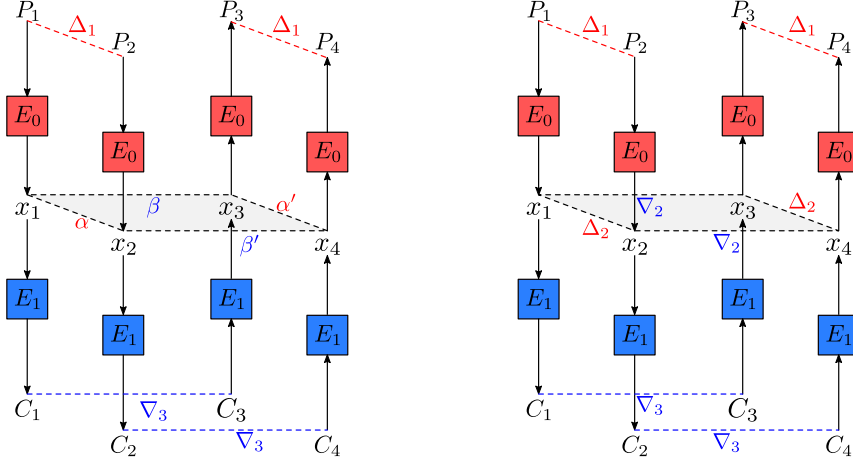 P₁ Δ₁ P₃ Δ₁ P₁ Δ₁ P₃ Δ₁
P₂ P₄ P₂ P₄
E₀ E₀ E₀ E₀
E₀ E₀ E₀ E₀
x₁ β x₃ α′ x₁ ∇₂ x₃ Δ₂
α x₂ β′ x₄ Δ₂ x₂ ∇₂ x₄
E₁ E₁ E₁ E₁
E₁ E₁ E₁ E₁
C₁ ∇₃ C₃ C₁ ∇₃ C₃
C₂ ∇₃ C₄ C₂ ∇₃ C₄